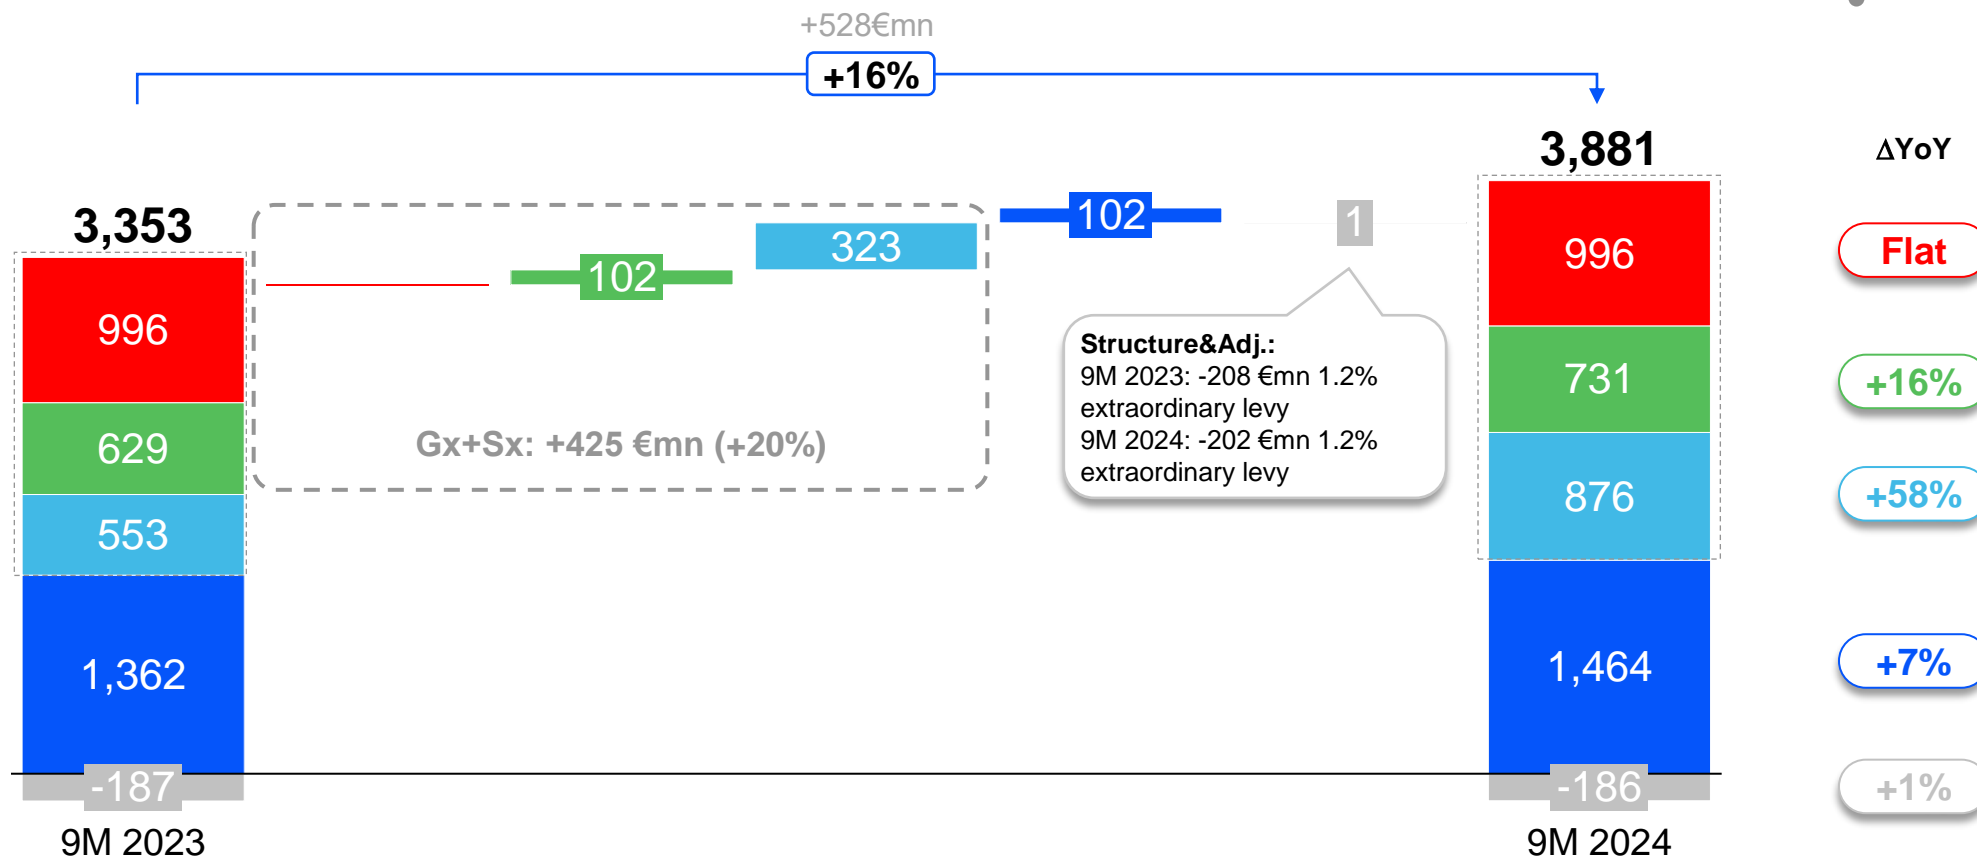 +528€mn
+16%
3,881
ΔYoY
3,353
102
323
102
1
996
Flat
996
Structure&Adj.:
9M 2023: -208 €mn 1.2%
extraordinary levy
9M 2024: -202 €mn 1.2%
extraordinary levy
731
+16%
629
Gx+Sx: +425 €mn (+20%)
876
+58%
553
1,362
1,464
+7%
-187
-186
+1%
9M 2023
9M 2024